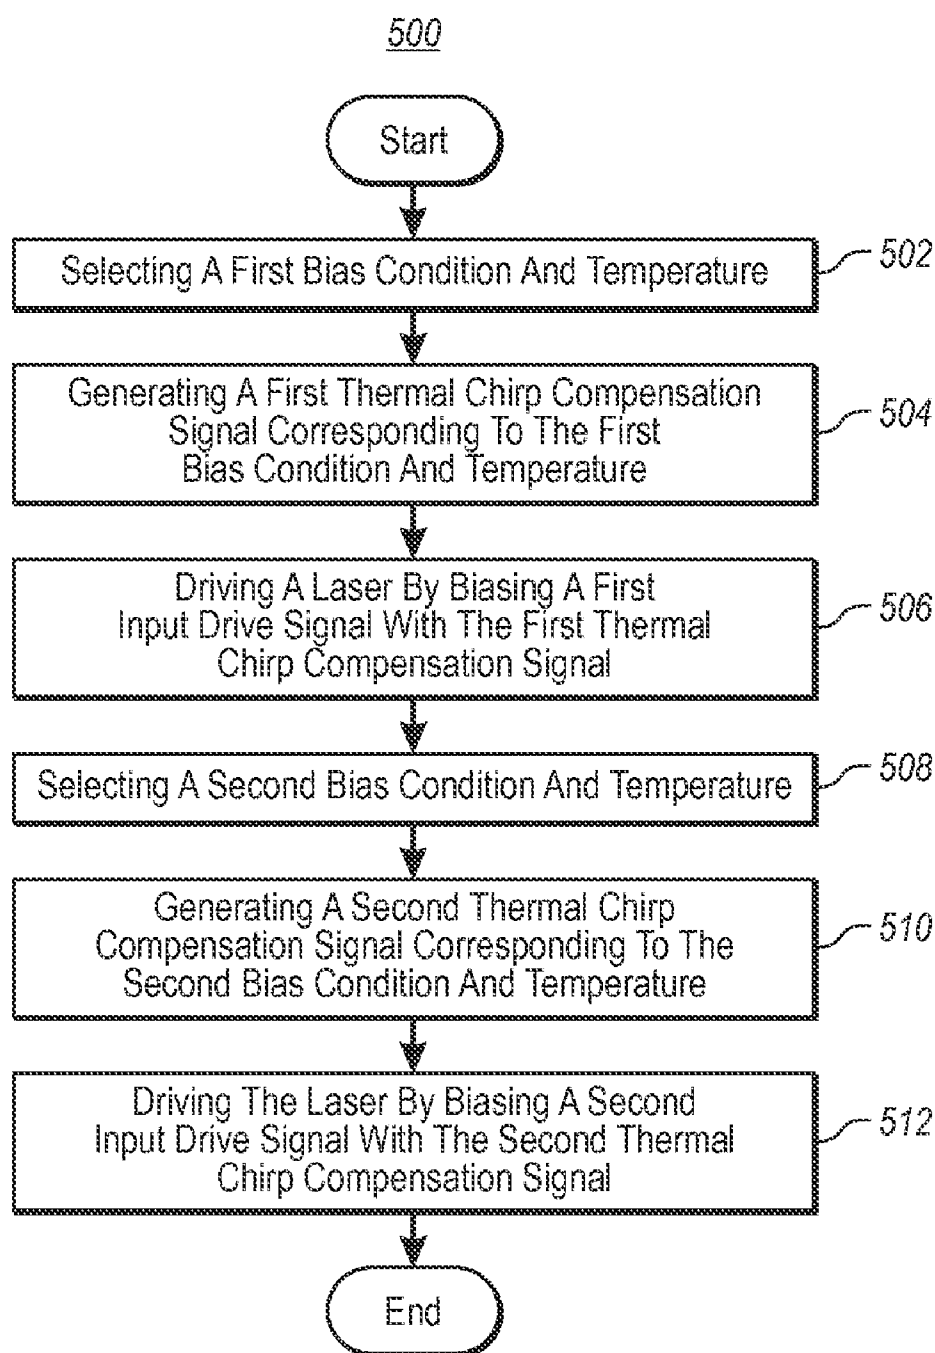 500
Start
Selecting A First Bias Condition And Temperature
502
Generating A First Thermal Chirp Compensation
Signal Corresponding To The First
Bias Condition And Temperature
504
Driving A Laser By Biasing A First
Input Drive Signal With The First Thermal
Chirp Compensation Signal
506
Selecting A Second Bias Condition And Temperature
508
Generating A Second Thermal Chirp
Compensation Signal Corresponding To The
Second Bias Condition And Temperature
510
Driving The Laser By Biasing A Second
Input Drive Signal With The Second Thermal
Chirp Compensation Signal
512
End